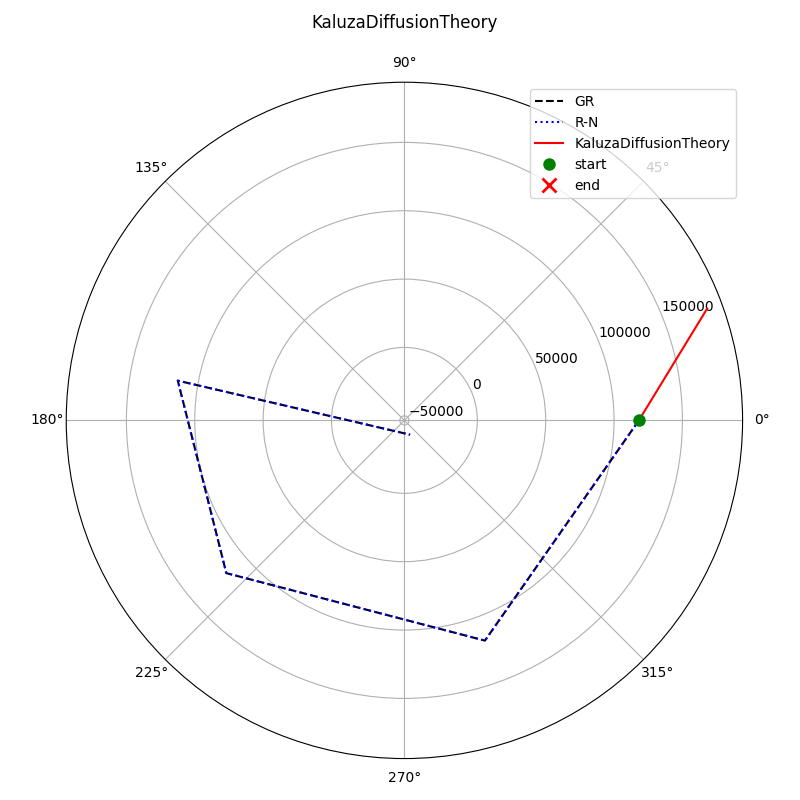 KaluzaDiffusionTheory
90°
GR
R-N
KaluzaDiffusionTheory
start
end
45°
135°
150000
100000
50000
0
−50000
180°
0°
225°
315°
270°